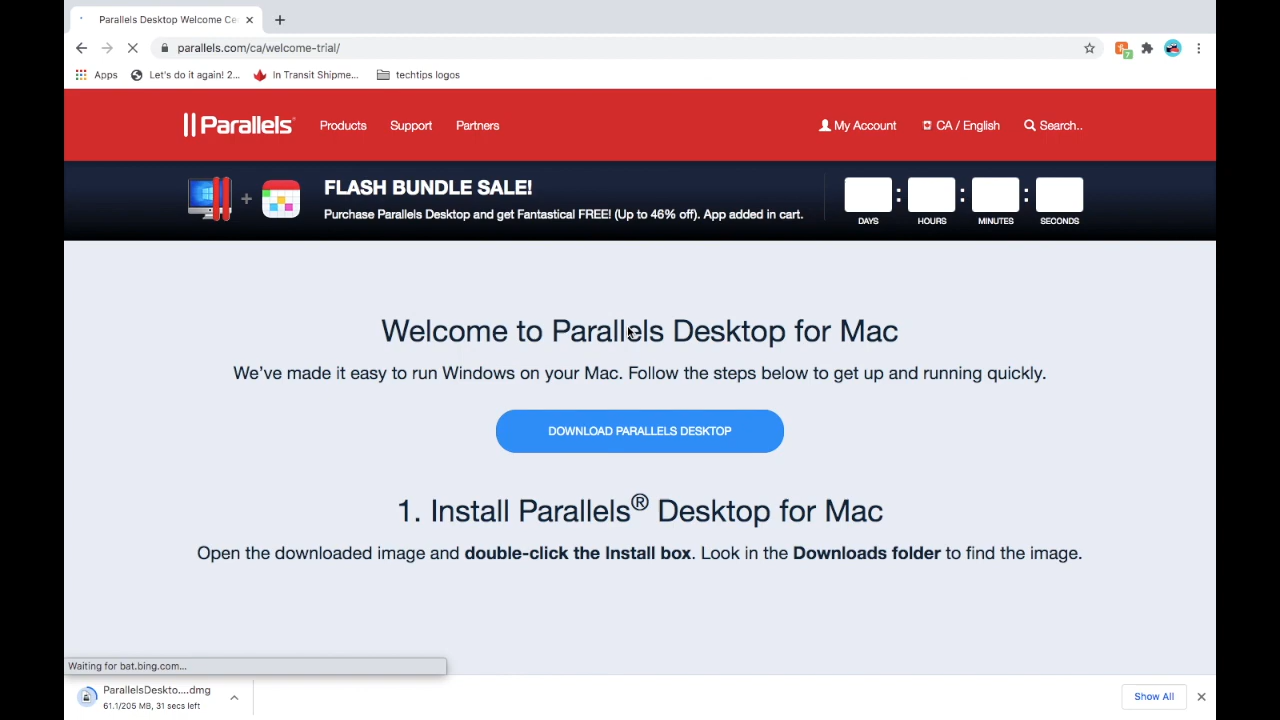 Parallels Desktop Welcome Ce
parallels.com/ca/welcome-trial/
Apps Let's do it again! 2... In Transit Shipme... techtips logos
Parallels® Products Support Partners My Account CA / English Search..
FLASH BUNDLE SALE!
Purchase Parallels Desktop and get Fantastical FREE! (Up to 46% off). App added in cart.
: : :
DAYS HOURS MINUTES SECONDS
Welcome to Parallels Desktop for Mac
We've made it easy to run Windows on your Mac. Follow the steps below to get up and running quickly.
DOWNLOAD PARALLELS DESKTOP
1. Install Parallels® Desktop for Mac
Open the downloaded image and double-click the Install box. Look in the Downloads folder to find the image.
Waiting for bat.bing.com...
ParallelsDeskto....dmg
61.1/205 MB, 31 secs left
Show All